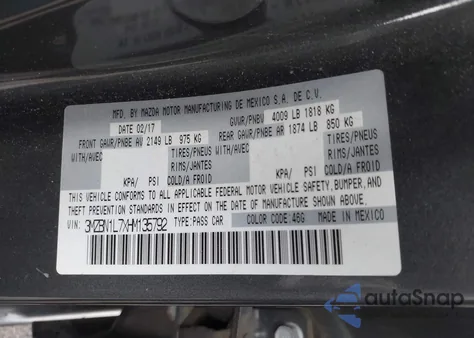 MFD. BY MAZDA MOTOR MANUFACTURING DE MEXICO S.A. DE C.V.
DATE 02/17 GVWR/PNBV 4009 LB 1818 KG
FRONT GAWR/PNBE AV 2149 LB 975 KG REAR GAWR/PNBE AR 1874 LB 850 KG
WITH/AVEC TIRES/PNEUS WITH/AVEC TIRES/PNEUS
RIMS/JANTES RIMS/JANTES
KPA/ PSI COLD/A FROID KPA/ PSI COLD/A FROID
THIS VEHICLE CONFORMS TO ALL APPLICABLE FEDERAL MOTOR VEHICLE SAFETY, BUMPER, AND
THEFT PREVENTION STANDARDS IN EFFECT ON THE DATE OF MANUFACTURE SHOWN ABOVE.
VIN: 3MZBN1L7XHM135792 TYPE: PASS CAR COLOR CODE: 46G MADE IN MEXICO
autoSnap